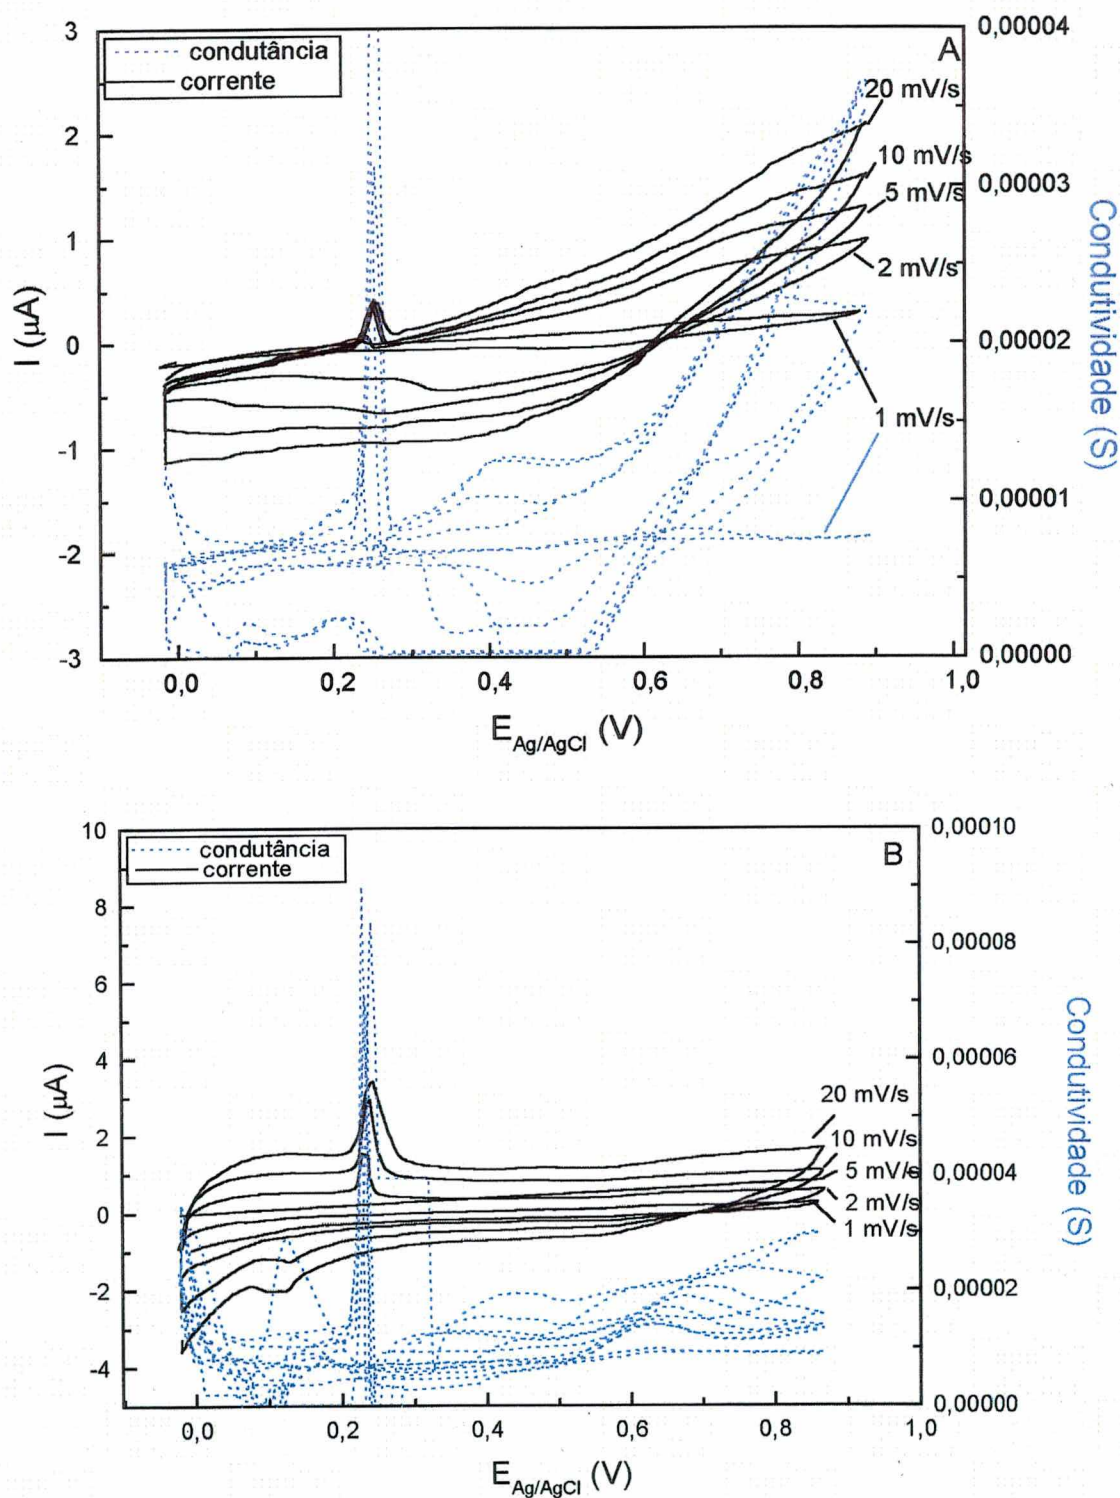 3
2
1
0
-1
-2
-3
I (µA)
condutância
corrente
A
20 mV/s
10 mV/s
5 mV/s
2 mV/s
1 mV/s
0,00004
0,00003
0,00002
0,00001
0,00000
Condutividade (S)
0,0
0,2
0,4
0,6
0,8
1,0
E Ag/AgCl (V)
10
8
6
4
2
0
-2
-4
I (µA)
condutância
corrente
B
20 mV/s
10 mV/s
5 mV/s
2 mV/s
1 mV/s
0,00010
0,00008
0,00006
0,00004
0,00002
0,00000
Condutividade (S)
0,0
0,2
0,4
0,6
0,8
1,0
E Ag/AgCl (V)